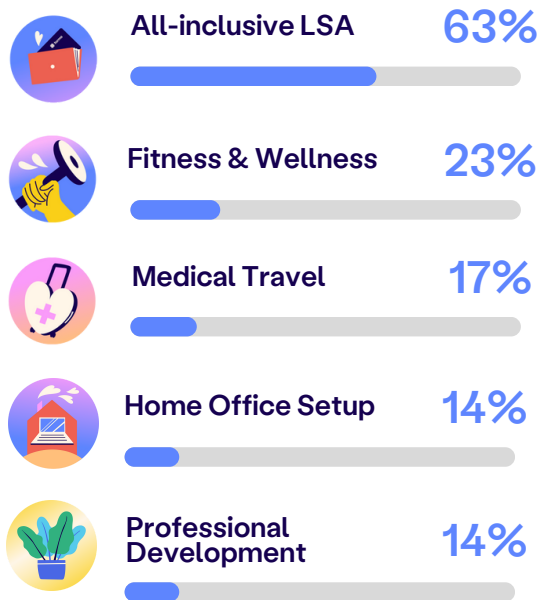 All-inclusive LSA 63%
Fitness & Wellness 23%
Medical Travel 17%
Home Office Setup 14%
Professional
Development 14%